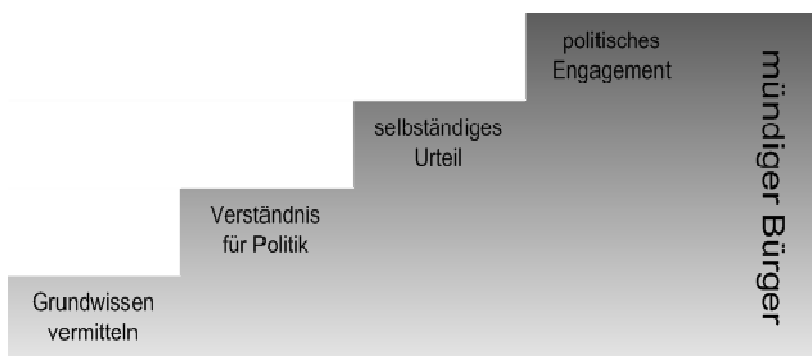 politisches
Engagement
selbständiges
Urteil
Verständnis
für Politik
Grundwissen
vermitteln
mündiger Bürger